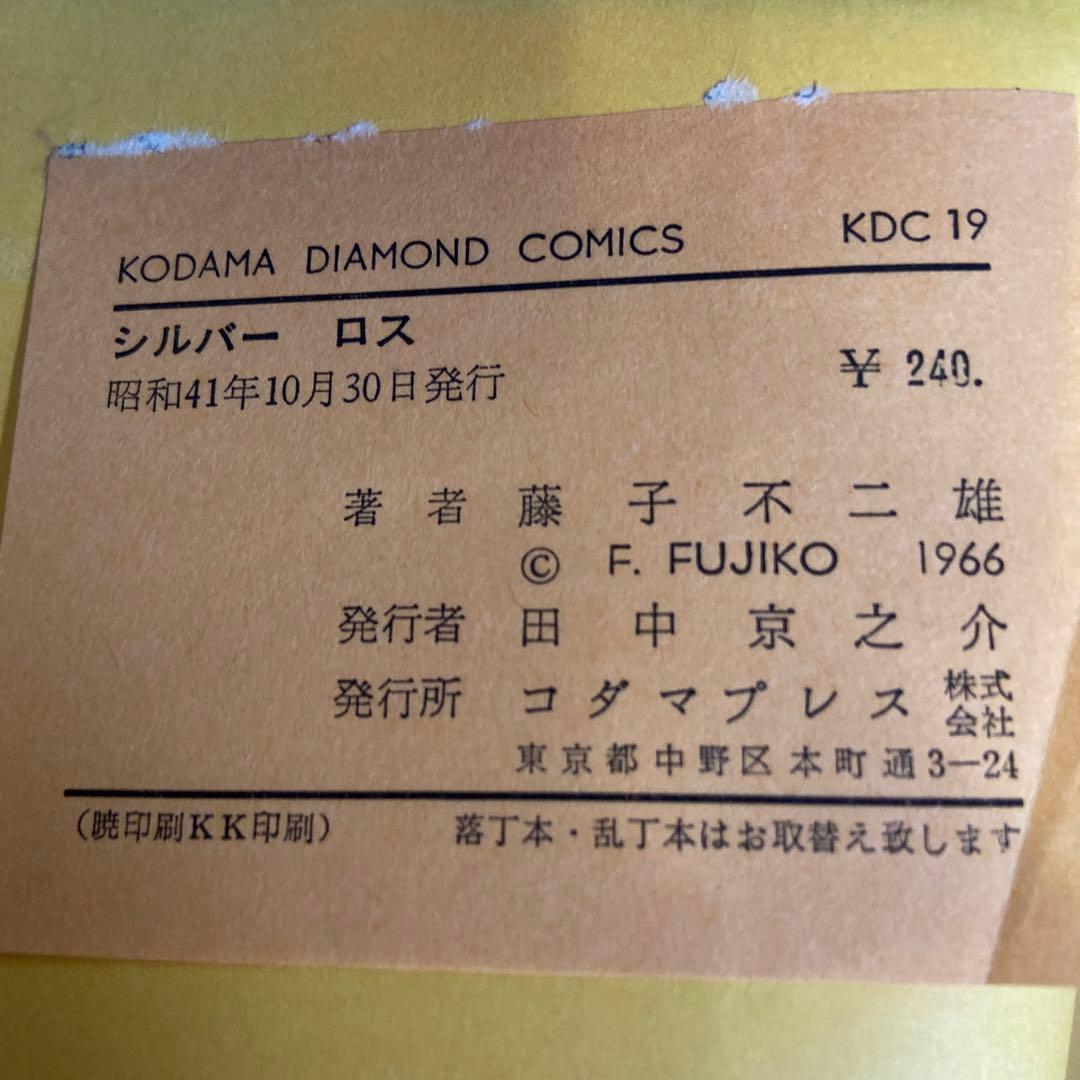 KODAMA DIAMOND COMICS KDC 19
シルバー ロス
昭和41年10月30日発行 ¥ 240.
著者 藤子不二雄
© F. FUJIKO 1966
発行者 田中京之介
発行所 コダマプレス 株式会社
東京都中野区本町通3—24
(暁印刷KK印刷) 落丁本・乱丁本はお取替え致します